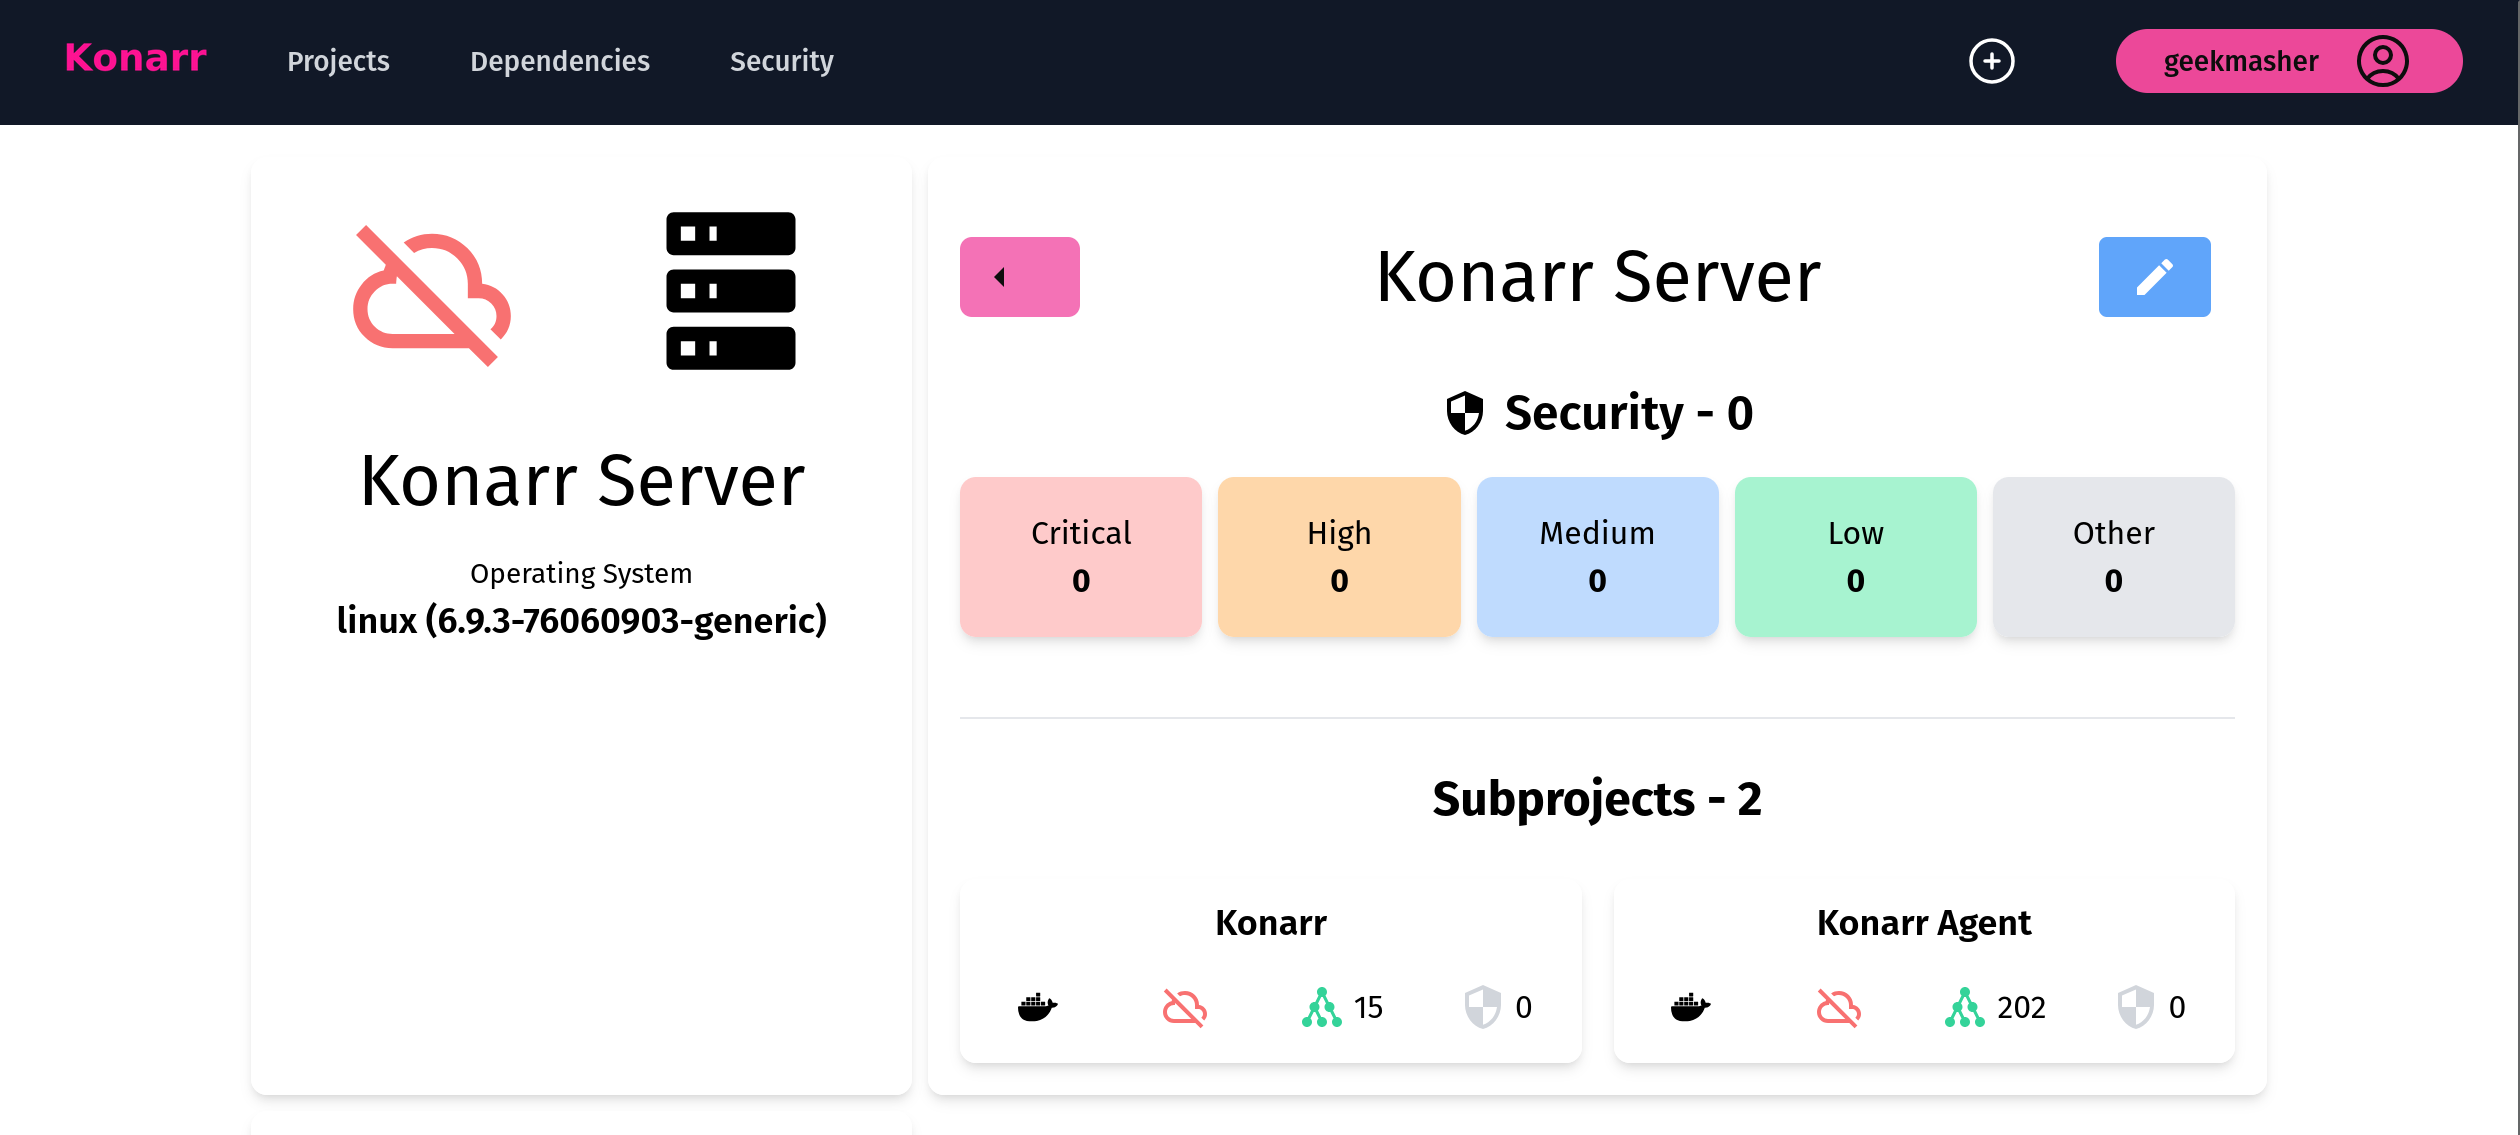 Konarr
Projects
Dependencies
Security
geekmasher
Konarr Server
Operating System
linux (6.9.3-76060903-generic)
Konarr Server
Security - 0
Critical
0
High
0
Medium
0
Low
0
Other
0
Subprojects - 2
Konarr
15
0
Konarr Agent
202
0